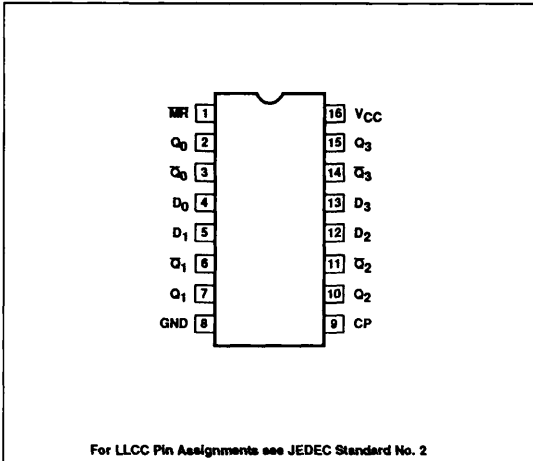 M̅R̅ 1 16 VCC
Q0 2 15 Q3
Q̅0 3 14 Q̅3
D0 4 13 D3
D1 5 12 D2
Q̅1 6 11 Q̅2
Q1 7 10 Q2
GND 8 9 CP
For LLCC Pin Assignments see JEDEC Standard No. 2